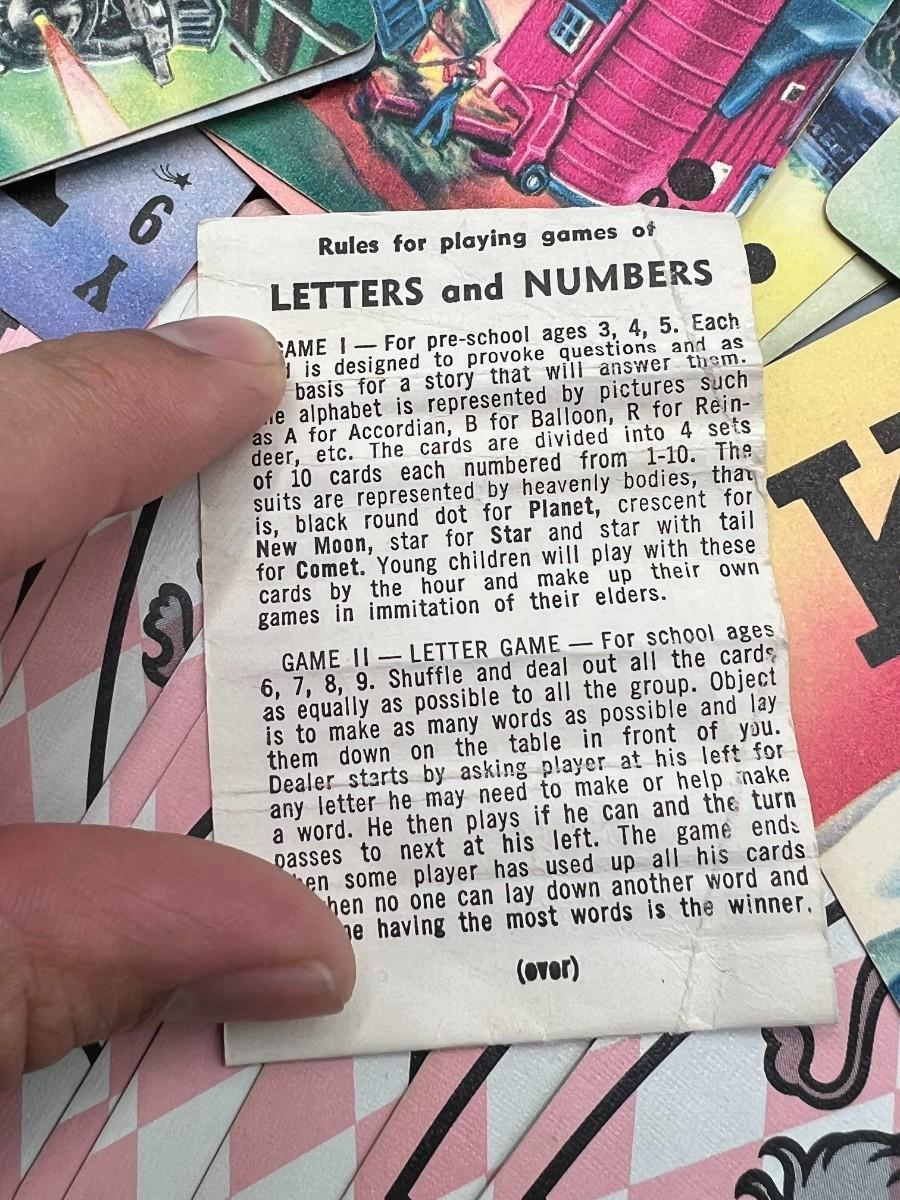 6
Y
Rules for playing games of
LETTERS and NUMBERS
GAME I — For pre-school ages 3, 4, 5. Each
is designed to provoke questions and as
basis for a story that will answer them.
alphabet is represented by pictures such
as A for Accordian, B for Balloon, R for Rein-
deer, etc. The cards are divided into 4 sets
of 10 cards each numbered from 1-10. The
suits are represented by heavenly bodies, that
is, black round dot for Planet, crescent for
New Moon, star for Star and star with tail
for Comet. Young children will play with these
cards by the hour and make up their own
games in immitation of their elders.
GAME II — LETTER GAME — For school ages
6, 7, 8, 9. Shuffle and deal out all the cards
as equally as possible to all the group. Object
is to make as many words as possible and lay
them down on the table in front of you.
Dealer starts by asking player at his left for
any letter he may need to make or help make
a word. He then plays if he can and the turn
passes to next at his left. The game ends
when some player has used up all his cards
when no one can lay down another word and
having the most words is the winner.
(over)
K